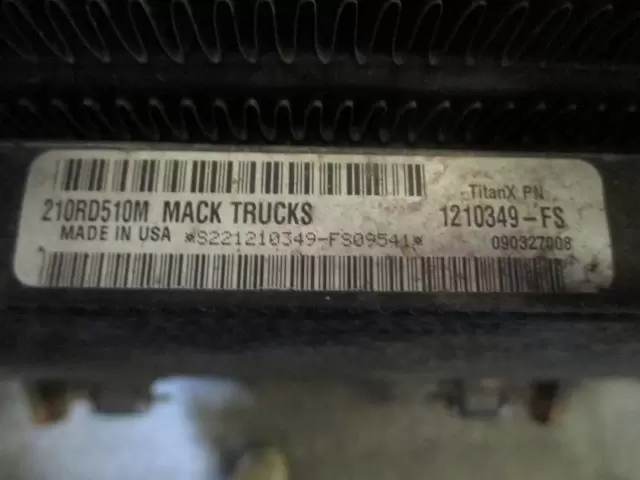 TitanX PN
210RD510M MACK TRUCKS 1210349-FS
MADE IN USA *S221210349-FS09541* 090327008